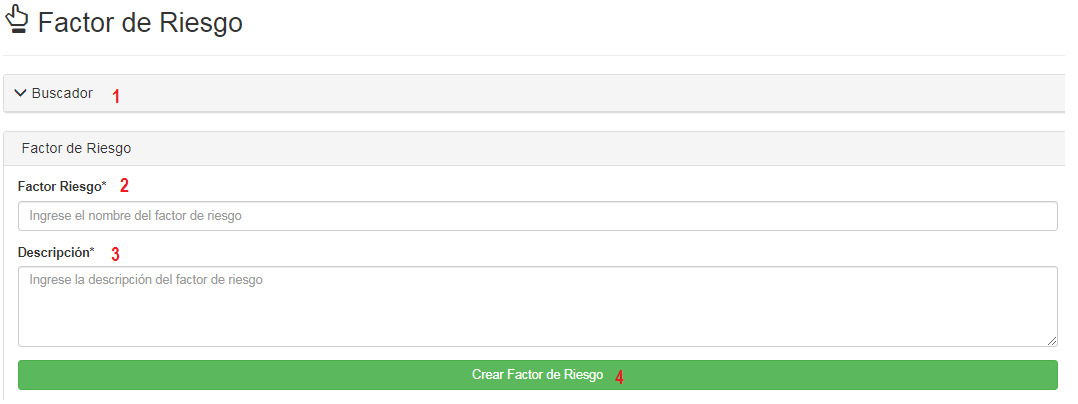 Factor de Riesgo
Buscador 1
Factor de Riesgo
Factor Riesgo* 2
Ingrese el nombre del factor de riesgo
Descripción* 3
Ingrese la descripción del factor de riesgo
Crear Factor de Riesgo 4